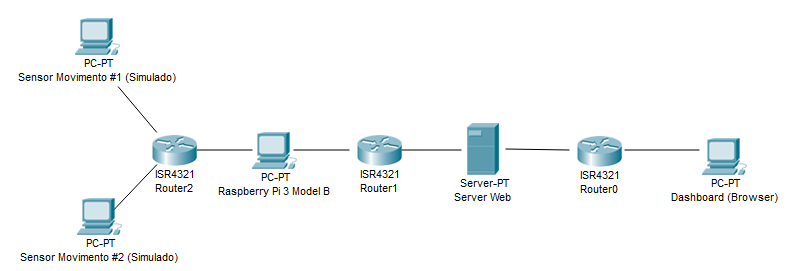 PC-PT
Sensor Movimento #1 (Simulado)
ISR4321
Router2
PC-PT
Raspberry Pi 3 Model B
ISR4321
Router1
Server-PT
Server Web
ISR4321
Router0
PC-PT
Dashboard (Browser)
PC-PT
Sensor Movimento #2 (Simulado)